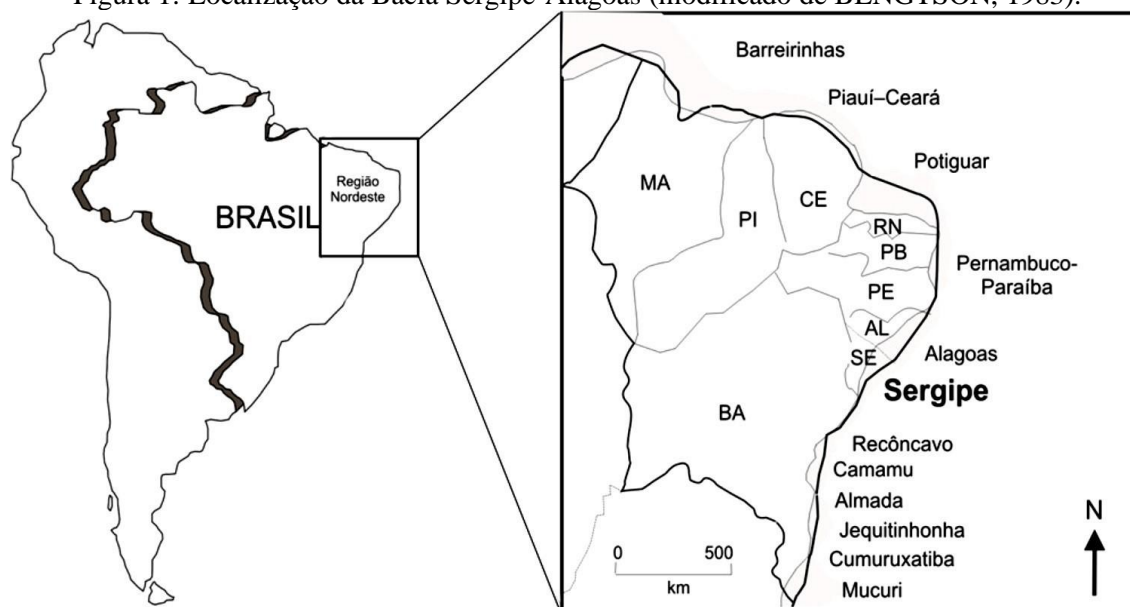 Figura 1: Localização da Bacia Sergipe-Alagoas (modificado de BENGTSON, 1983).
Região
Nordeste
BRASIL
Barreirinhas
Piauí–Ceará
Potiguar
MA
PI
CE
RN
PB
PE
AL
SE
BA
Pernambuco-
Paraíba
Alagoas
Sergipe
Recôncavo
Camamu
Almada
Jequitinhonha
Cumuruxatiba
Mucuri
0 500
km
N